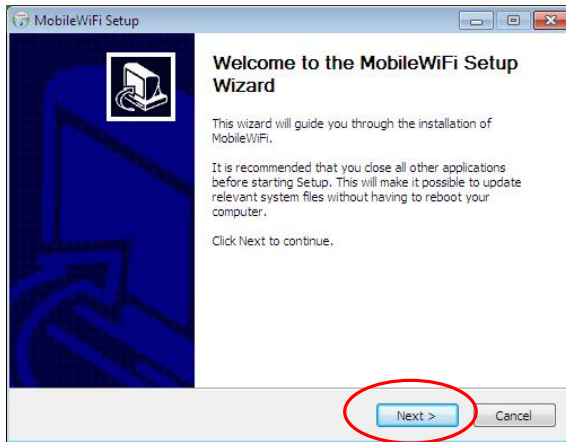 MobileWiFi Setup
Welcome to the MobileWiFi Setup
Wizard
This wizard will guide you through the installation of
MobileWiFi.
It is recommended that you close all other applications
before starting Setup. This will make it possible to update
relevant system files without having to reboot your
computer.
Click Next to continue.
Next >
Cancel